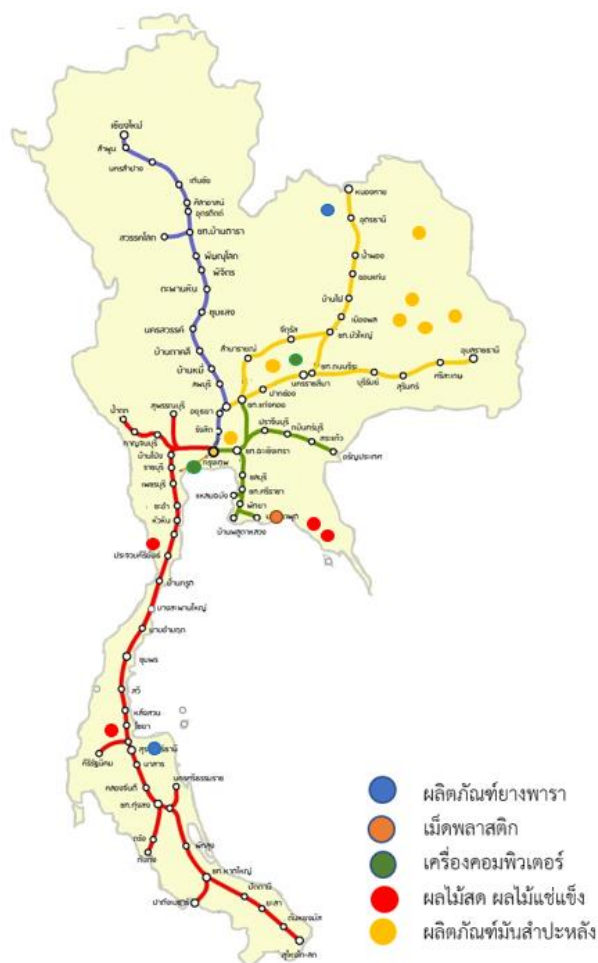 เชียงใหม่
ลำพูน
นครลำปาง
เด่นชัย
ศิลาอาสน์
อุตรดิตถ์
สวรรคโลก
ชท.บ้านดารา
พิษณุโลก
พิจิตร
ตะพานหิน
ชุมแสง
นครสวรรค์
บ้านตาคลี
บ้านหมี่
ลพบุรี
อยุธยา
รังสิต
กรุงเทพ
หนองคาย
อุดรธานี
น้ำพอง
ขอนแก่น
บ้านไผ่
เมืองพล
ชท.บัวใหญ่
จัตุรัส
ลำนารายณ์
ชท.ถนนจิระ
นครราชสีมา
ปากช่อง
ชท.แก่งคอย
บุรีรัมย์
สุรินทร์
ศรีสะเกษ
อุบลราชธานี
ปราจีนบุรี
กบินทร์บุรี
สระแก้ว
อรัญประเทศ
ชท.ฉะเชิงเทรา
ชลบุรี
ชท.ศรีราชา
แหลมฉบัง
พัทยา
บ้านพลูตาหลวง
น้ำตก
สุพรรณบุรี
กาญจนบุรี
บ้านโป่ง
ราชบุรี
เพชรบุรี
ชะอำ
หัวหิน
ประจวบคีรีขันธ์
บ้านกรูด
บางสะพานใหญ่
มาบอำมฤต
ชุมพร
สวี
หลังสวน
ไชยา
คีรีรัฐนิคม
นาสาร
คลองจันดี
นครศรีธรรมราช
ชท.ทุ่งสง
ตรัง
กันตัง
พัทลุง
ชท.หาดใหญ่
ปาดังเบซาร์
ปัตตานี
ยะลา
ตันหยงมัส
สุไหงโก-ลก
ผลิตภัณฑ์ยางพารา
เม็ดพลาสติก
เครื่องคอมพิวเตอร์
ผลไม้สด ผลไม้แช่แข็ง
ผลิตภัณฑ์มันสำปะหลัง